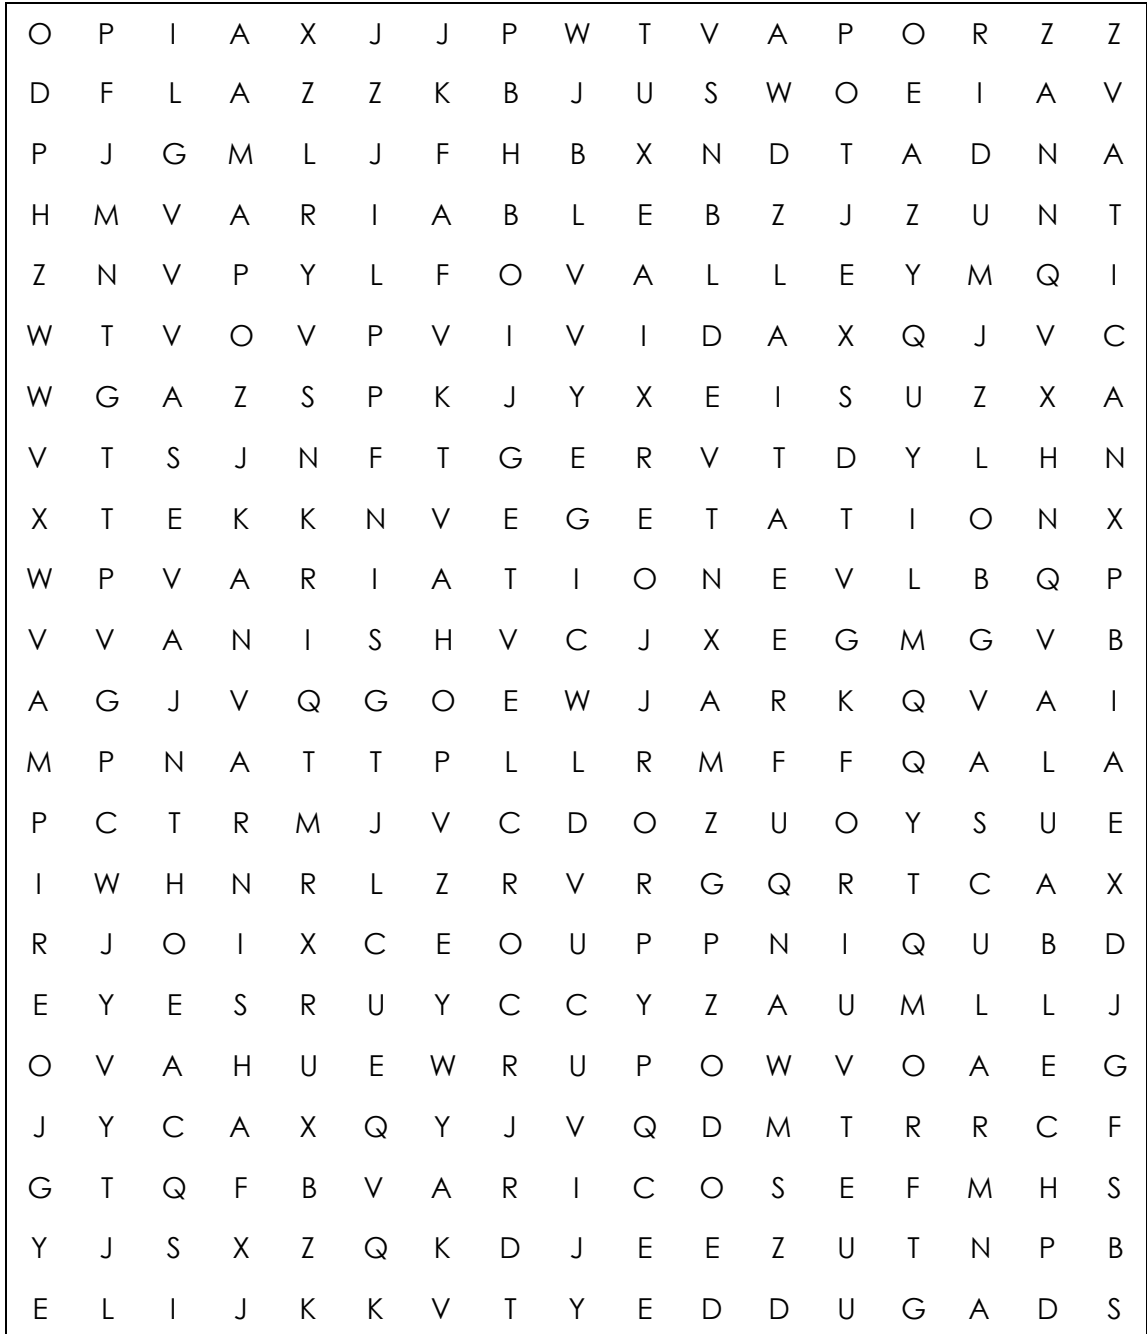 O P I A X J J P W T V A P O R Z Z
D F L A Z Z K B J U S W O E I A V
P J G M L J F H B X N D T A D N A
H M V A R I A B L E B Z J Z U N T
Z N V P Y L F O V A L L E Y M Q I
W T V O V P V I V I D A X Q J V C
W G A Z S P K J Y X E I S U Z X A
V T S J N F T G E R V T D Y L H N
X T E K K N V E G E T A T I O N X
W P V A R I A T I O N E V L B Q P
V V A N I S H V C J X E G M G V B
A G J V Q G O E W J A R K Q V A I
M P N A T T P L L R M F F Q A L A
P C T R M J V C D O Z U O Y S U E
I W H N R L Z R V R G Q R T C A X
R J O I X C E O U P P N I Q U B D
E Y E S R U Y C C Y Z A U M L L J
O V A H U E W R U P O W V O A E G
J Y C A X Q Y J V Q D M T R R C F
G T Q F B V A R I C O S E F M H S
Y J S X Z Q K D J E E Z U T N P B
E L I J K K V T Y E D D U G A D S